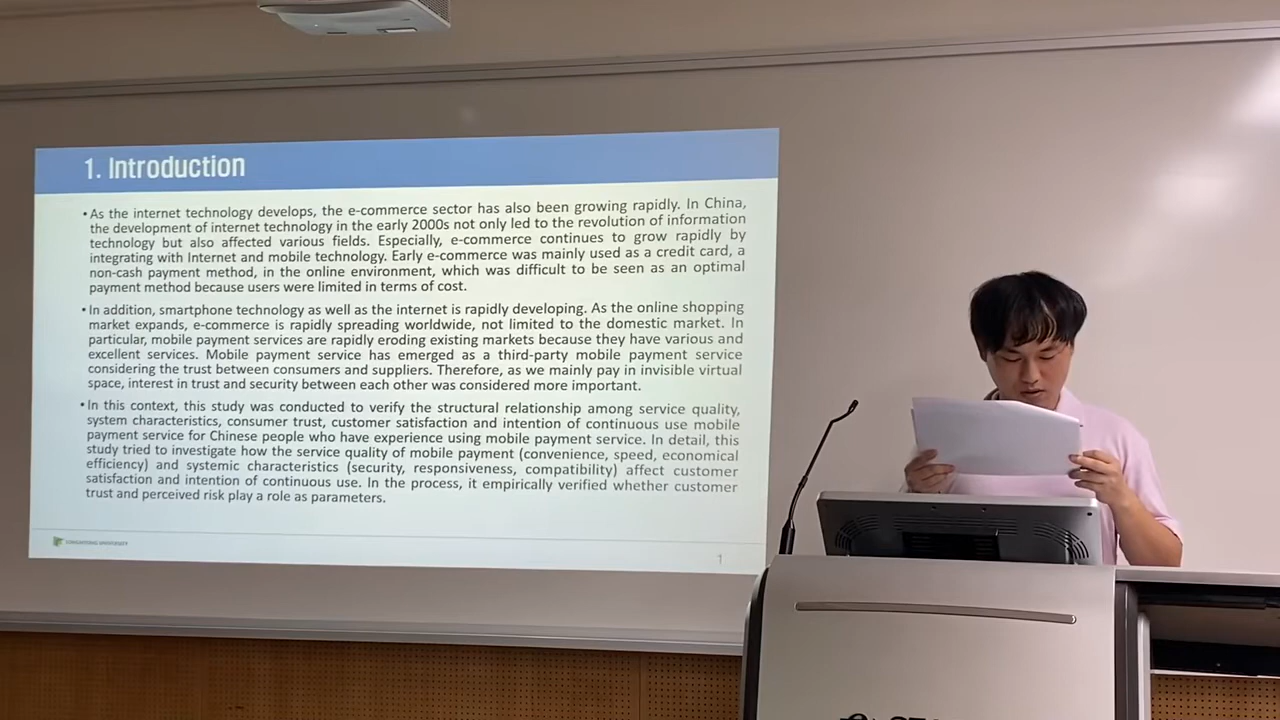 1. Introduction
•As the internet technology develops, the e-commerce sector has also been growing rapidly. In China,
the development of internet technology in the early 2000s not only led to the revolution of information
technology but also affected various fields. Especially, e-commerce continues to grow rapidly by
integrating with Internet and mobile technology. Early e-commerce was mainly used as a credit card, a
non-cash payment method, in the online environment, which was difficult to be seen as an optimal
payment method because users were limited in terms of cost.
•In addition, smartphone technology as well as the internet is rapidly developing. As the online shopping
market expands, e-commerce is rapidly spreading worldwide, not limited to the domestic market. In
particular, mobile payment services are rapidly eroding existing markets because they have various and
excellent services. Mobile payment service has emerged as a third-party mobile payment service
considering the trust between consumers and suppliers. Therefore, as we mainly pay in invisible virtual
space, interest in trust and security between each other was considered more important.
•In this context, this study was conducted to verify the structural relationship among service quality,
system characteristics, consumer trust, customer satisfaction and intention of continuous use mobile
payment service for Chinese people who have experience using mobile payment service. In detail, this
study tried to investigate how the service quality of mobile payment (convenience, speed, economical
efficiency) and systemic characteristics (security, responsiveness, compatibility) affect customer
satisfaction and intention of continuous use. In the process, it empirically verified whether customer
trust and perceived risk play a role as parameters.
UNIVERSITY
1